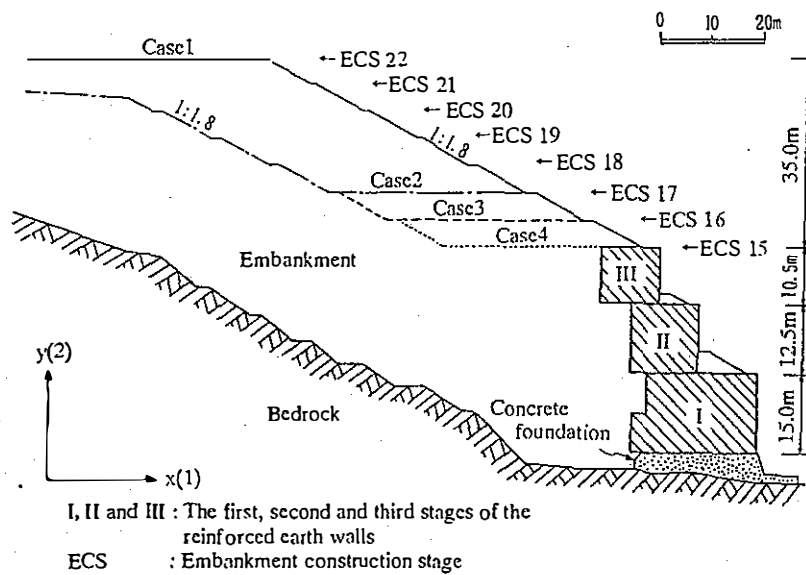 0 10 20m
Case1
←ECS 22
←ECS 21
1:1.8
←ECS 20
1:1.8
←ECS 19
←ECS 18
35.0m
Case2
←ECS 17
Case3
←ECS 16
Case4
←ECS 15
Embankment
III
10.5m
II
12.5m
y(2)
Bedrock
Concrete
foundation
I
15.0m
x(1)
I, II and III : The first, second and third stages of the
reinforced earth walls
ECS : Embankment construction stage